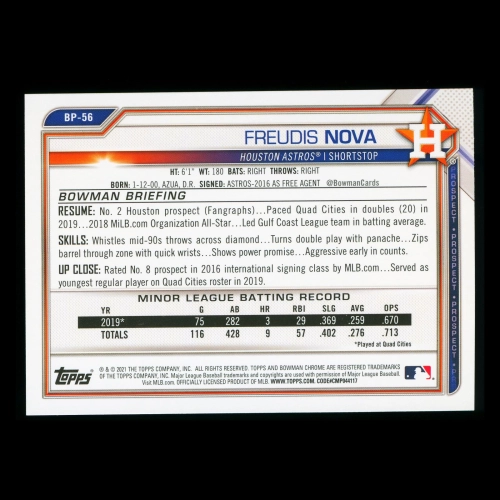 BP-56
FREUDIS NOVA
HOUSTON ASTROS® | SHORTSTOP
H
HT: 6'1" WT: 180 BATS: RIGHT THROWS: RIGHT
BORN: 1-12-00, AZUA, D.R. SIGNED: ASTROS-2016 AS FREE AGENT @BowmanCards
BOWMAN BRIEFING
RESUME: No. 2 Houston prospect (Fangraphs)...Paced Quad Cities in doubles (20) in
2019...2018 MiLB.com Organization All-Star...Led Gulf Coast League team in batting average.
SKILLS: Whistles mid-90s throws across diamond...Turns double play with panache...Zips
barrel through zone with quick wrists...Shows power promise...Aggressive early in counts.
UP CLOSE: Rated No. 8 prospect in 2016 international signing class by MLB.com...Served as
youngest regular player on Quad Cities roster in 2019.
MINOR LEAGUE BATTING RECORD
YR G AB HR RBI SLG AVG OPS
2019* 75 282 3 29 .369 .259 .670
TOTALS 116 428 9 57 .402 .276 .713
*Played at Quad Cities
PROSPECT • PROSPECT • PROSPECT • PR
Topps
® & © 2021 THE TOPPS COMPANY, INC. ALL RIGHTS RESERVED. TOPPS AND BOWMAN CHROME ARE REGISTERED TRADEMARKS
OF THE TOPPS COMPANY, INC. Major League Baseball trademarks and copyrights are used with permission of Major League Baseball.
Visit MLB.com. OFFICIALLY LICENSED PRODUCT OF MLB. WWW.TOPPS.COM. CODE#CMP044117